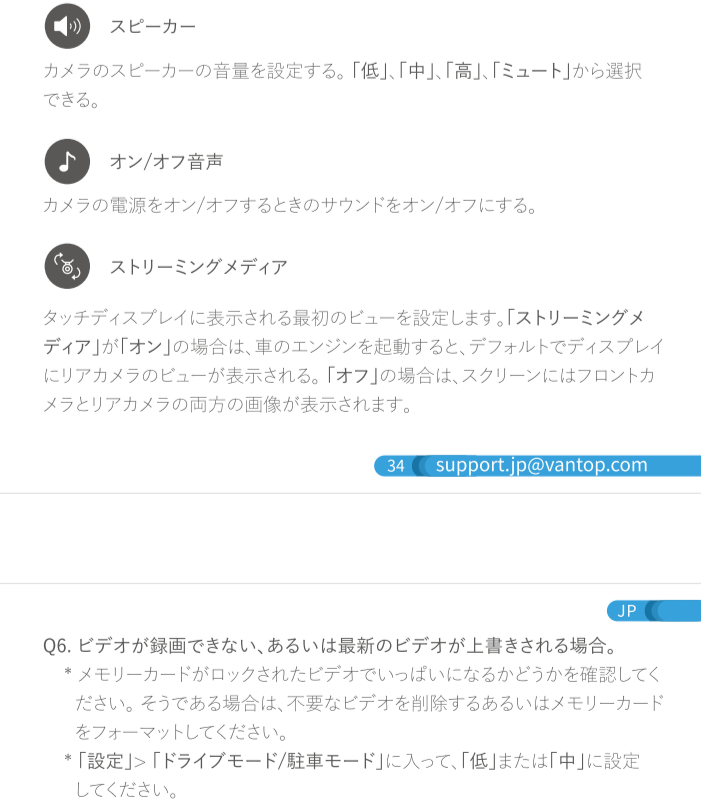 スピーカー
カメラのスピーカーの音量を設定する。「低」、「中」、「高」、「ミュート」から選択
できる。
オン/オフ音声
カメラの電源をオン/オフするときのサウンドをオン/オフにする。
ストリーミングメディア
タッチディスプレイに表示される最初のビューを設定します。「ストリーミングメ
ディア」が「オン」の場合は、車のエンジンを起動すると、デフォルトでディスプレイ
にリアカメラのビューが表示される。「オフ」の場合は、スクリーンにはフロントカ
メラとリアカメラの両方の画像が表示されます。
34 support.jp@vantop.com
JP
Q6. ビデオが録画できない、あるいは最新のビデオが上書きされる場合。
* メモリーカードがロックされたビデオでいっぱいになるかどうかを確認してく
ださい。そうである場合は、不要なビデオを削除するあるいはメモリーカード
をフォーマットしてください。
* 「設定」> 「ドライブモード/駐車モード」に入って、「低」または「中」に設定
してください。